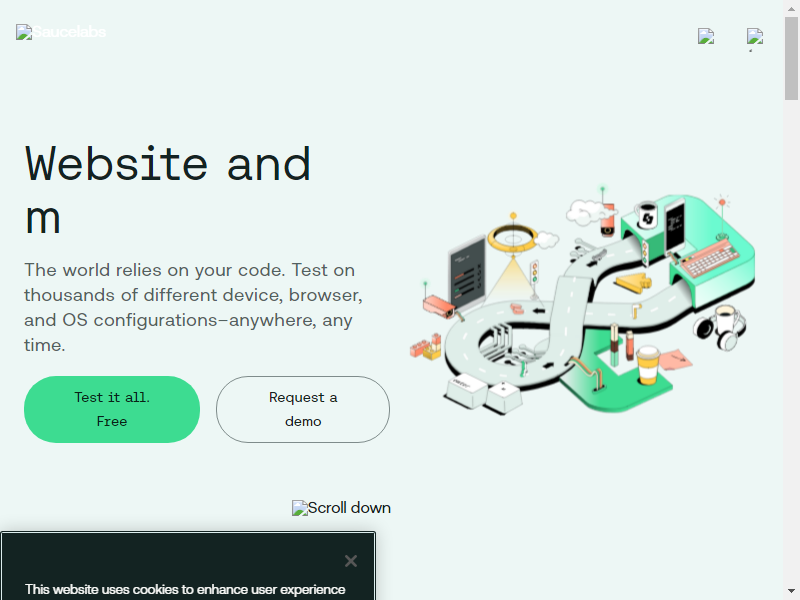 Saucelabs
Website and
m
The world relies on your code. Test on
thousands of different device, browser,
and OS configurations–anywhere, any
time.
Test it all.
Free
Request a
demo
Scroll down
This website uses cookies to enhance user experience